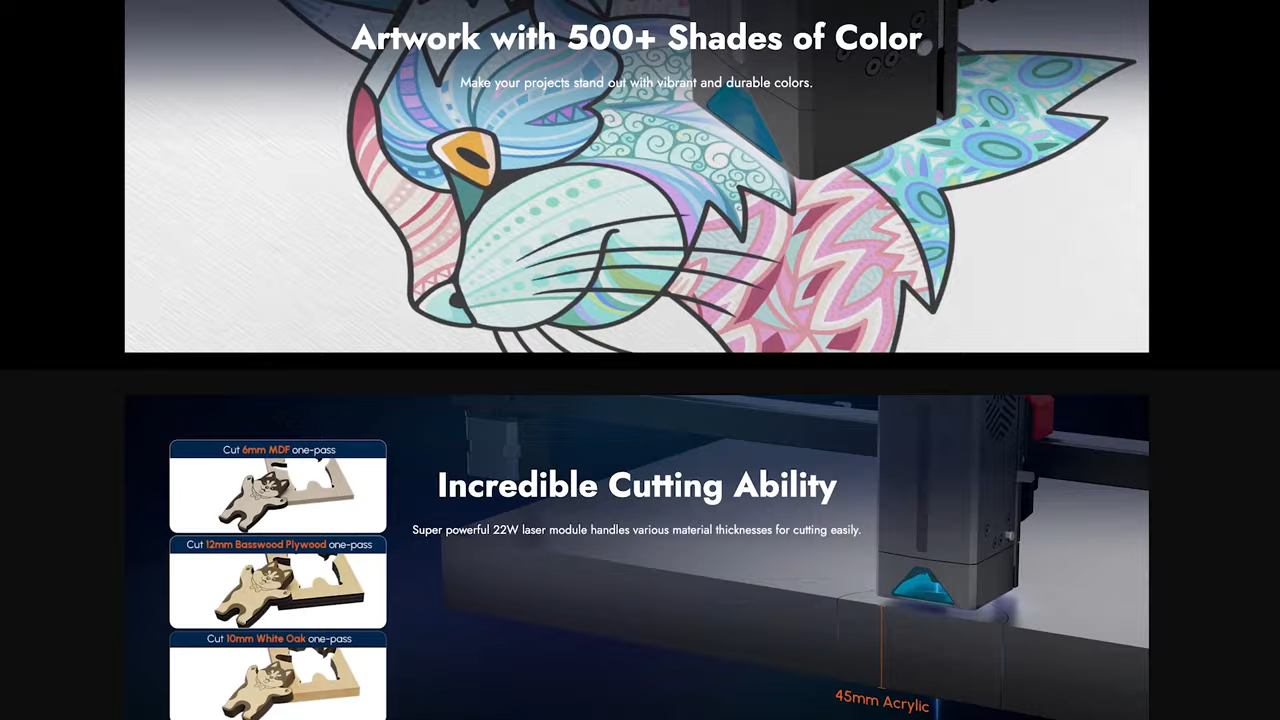 Artwork with 500+ Shades of Color
Make your projects stand out with vibrant and durable colors.
Cut 6mm MDF one-pass
Cut 12mm Basswood Plywood one-pass
Cut 10mm White Oak one-pass
Incredible Cutting Ability
Super powerful 22W laser module handles various material thicknesses for cutting easily.
45mm Acrylic